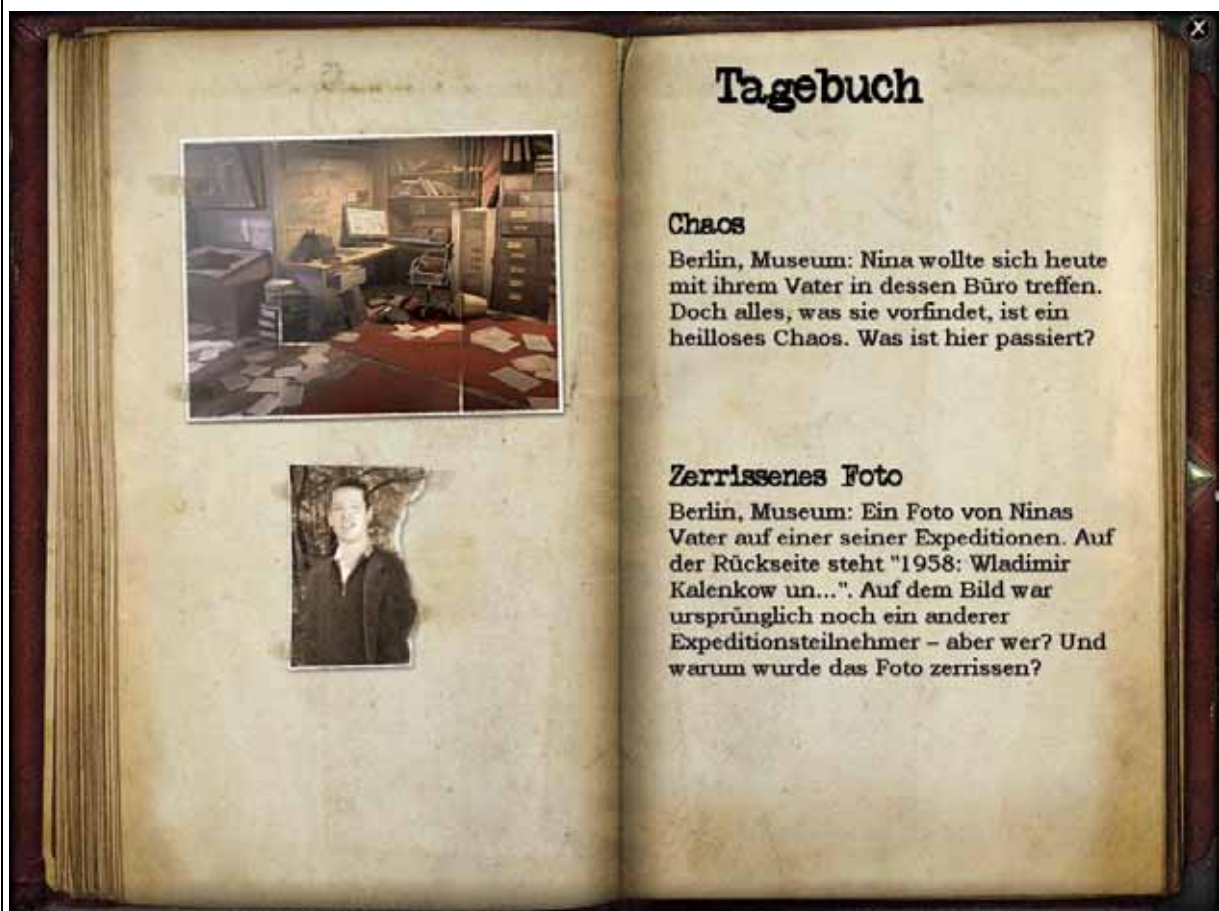 Tagebuch
Chaos
Berlin, Museum: Nina wollte sich heute
mit ihrem Vater in dessen Büro treffen.
Doch alles, was sie vorfindet, ist ein
heilloses Chaos. Was ist hier passiert?
Zerrissenes Foto
Berlin, Museum: Ein Foto von Ninas
Vater auf einer seiner Expeditionen. Auf
der Rückseite steht "1958: Wladimir
Kalenkow un...". Auf dem Bild war
ursprünglich noch ein anderer
Expeditionsteilnehmer – aber wer? Und
warum wurde das Foto zerrissen?